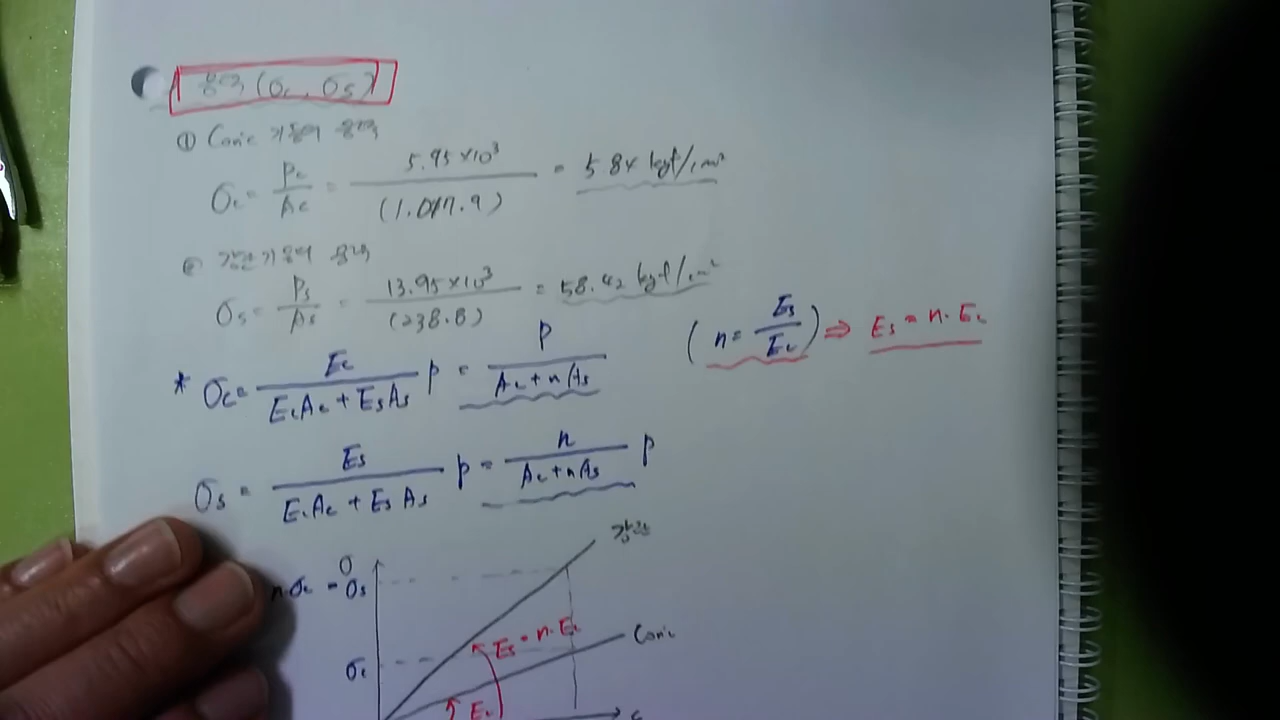 응력 (σc, σs)
① Conc 기둥의 응력
σc = Pc/Ac = 5.95×10³/(1.017.9) = 5.84 kgf/cm²
② 강관기둥의 응력
σs = Ps/As = 13.95×10³/(238.8) = 58.42 kgf/cm²
(n = Es/Ec) ⇒ Es = n·Ec
* σc = Ec/(EcAc + EsAs) P = P/(Ac + nAs)
σs = Es/(EcAc + EsAs) P = n/(Ac + nAs) P
σ
강관
nσc = σs
Es = n·Ec
Conc
σc
Ec
ε